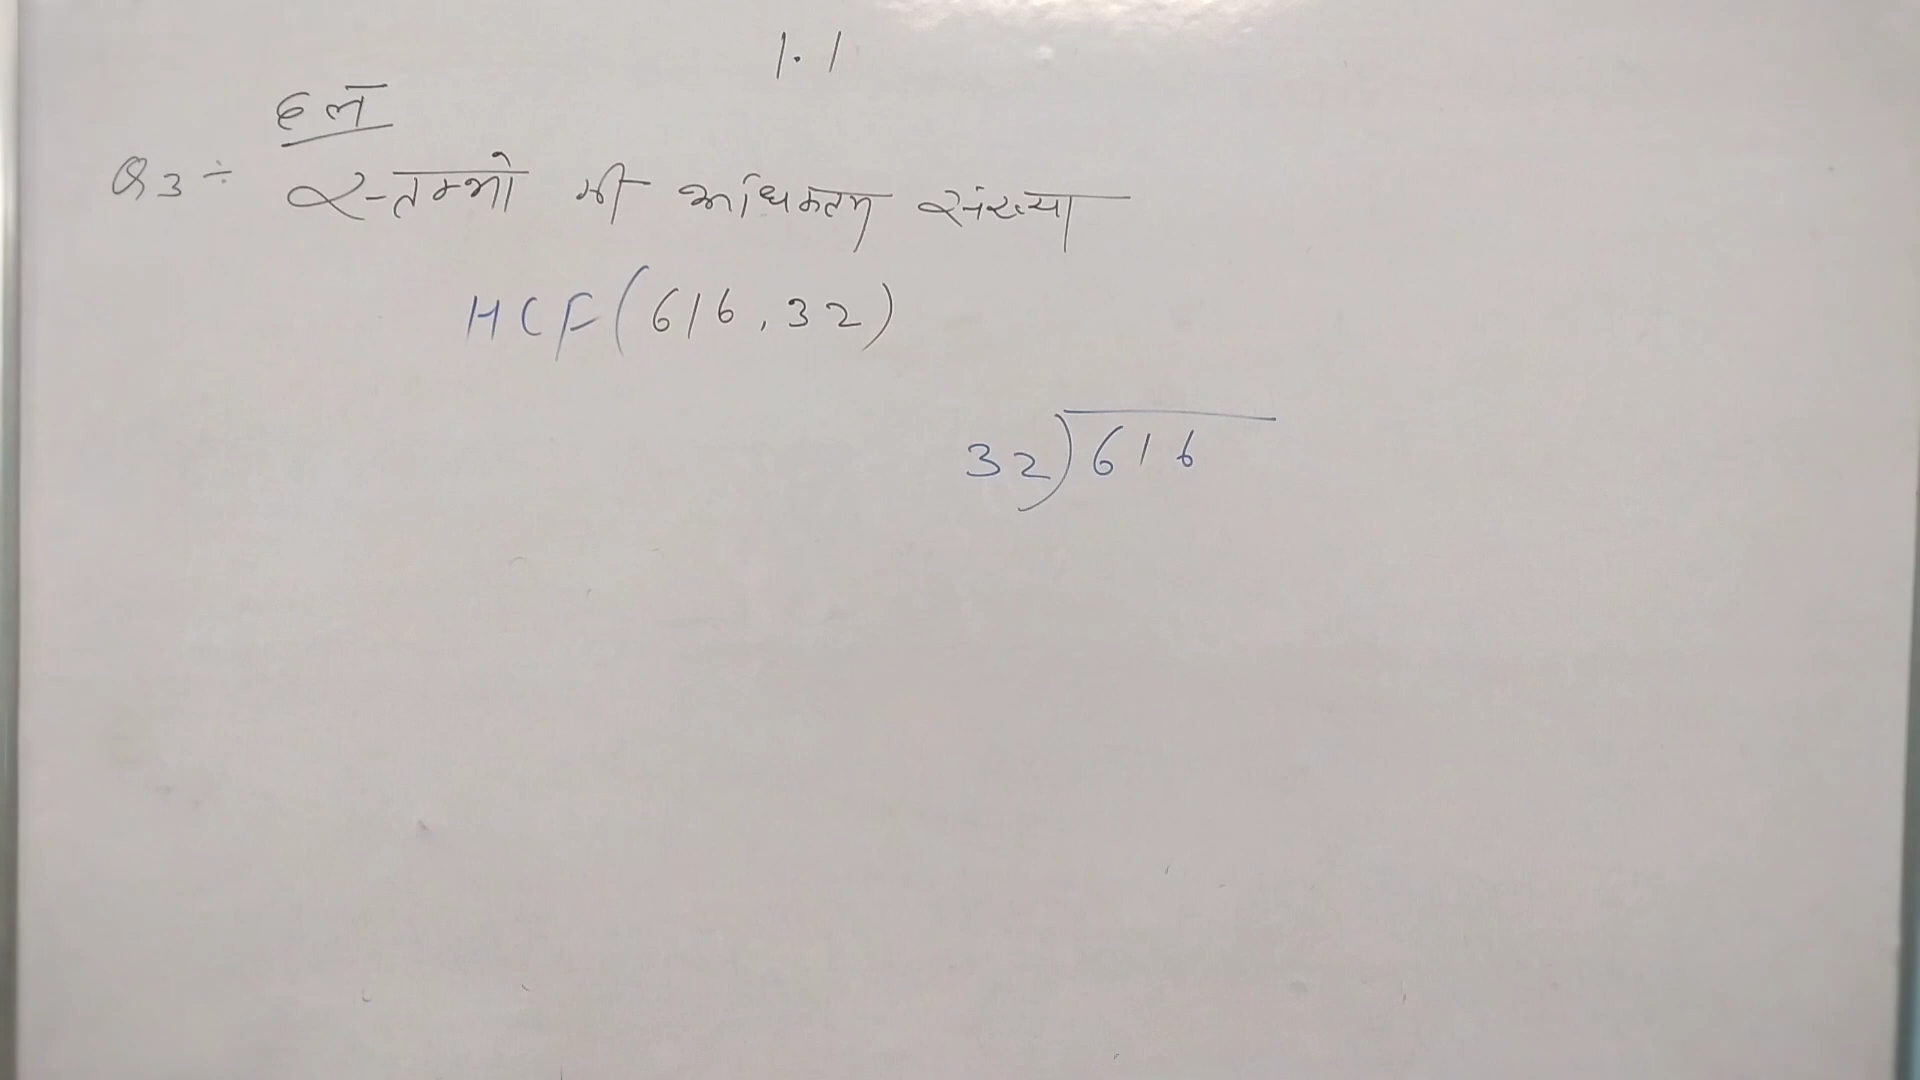 1.1
हल
Q3÷ स्तम्भो की अधिकतम संख्या
HCF(616,32)
32)616